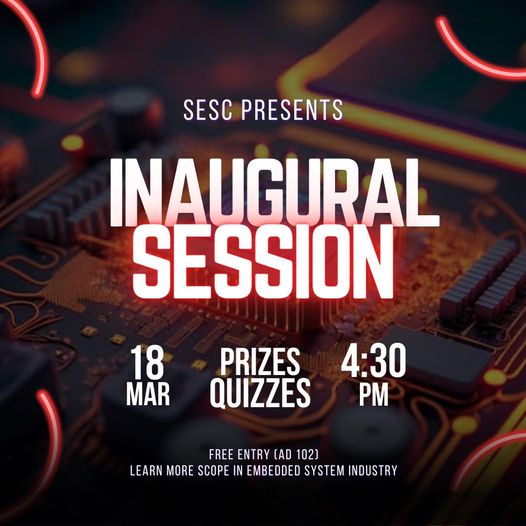 SESC PRESENTS
INAUGURAL
SESSION
18
MAR
PRIZES
QUIZZES
4:30
PM
FREE ENTRY (AD 102)
LEARN MORE SCOPE IN EMBEDDED SYSTEM INDUSTRY